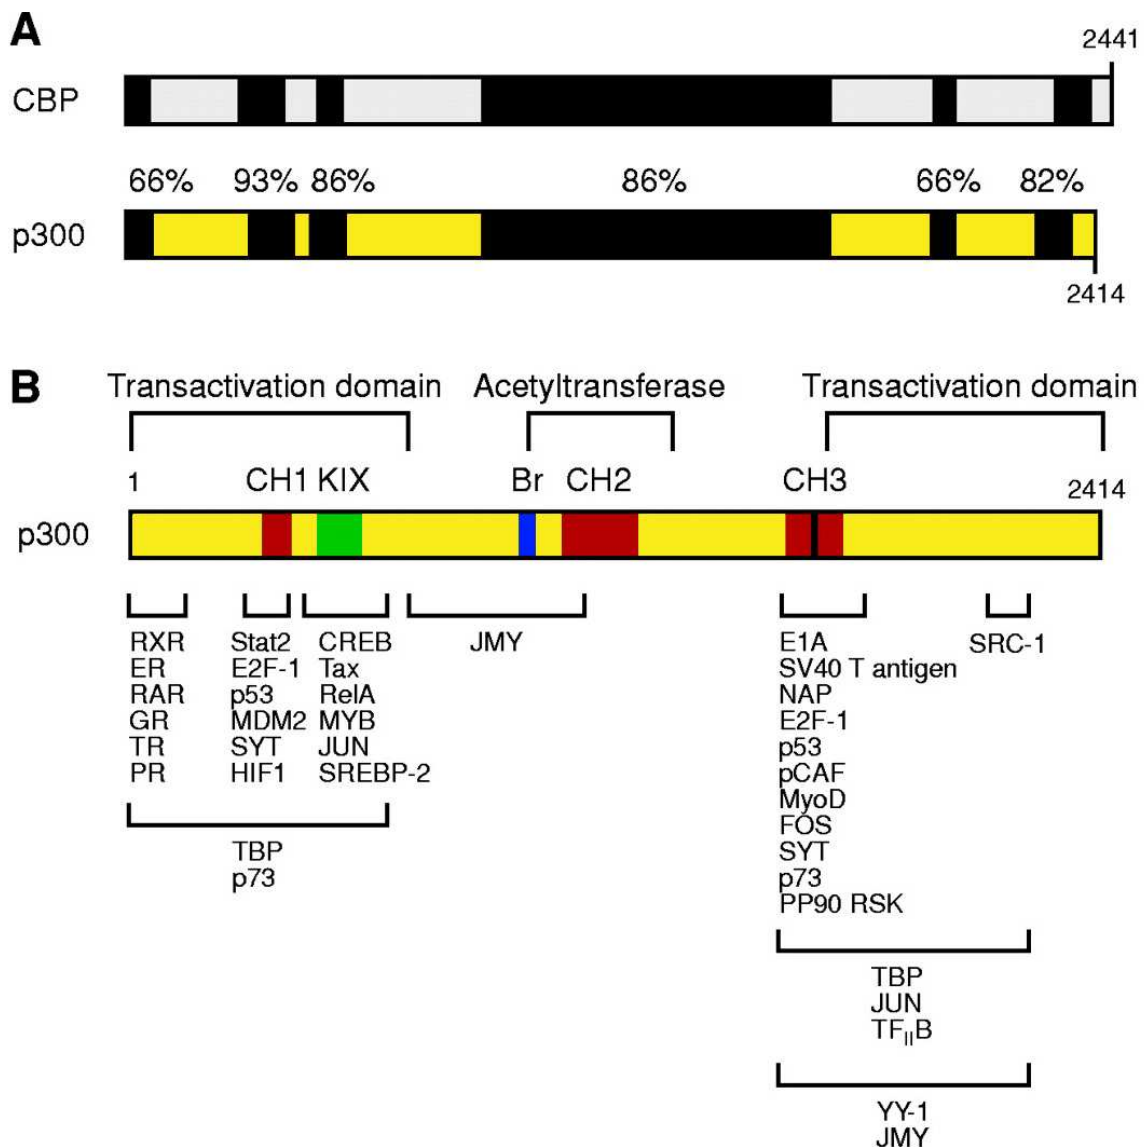 A
2441
CBP
66% 93% 86% 86% 66% 82%
p300
2414
B
Transactivation domain Acetyltransferase Transactivation domain
1 CH1 KIX Br CH2 CH3 2414
p300
RXR
ER
RAR
GR
TR
PR
Stat2
E2F-1
p53
MDM2
SYT
HIF1
CREB
Tax
RelA
MYB
JUN
SREBP-2
JMY
E1A
SV40 T antigen
NAP
E2F-1
p53
pCAF
MyoD
FOS
SYT
p73
PP90 RSK
SRC-1
TBP
p73
TBP
JUN
TFIIB
YY-1
JMY